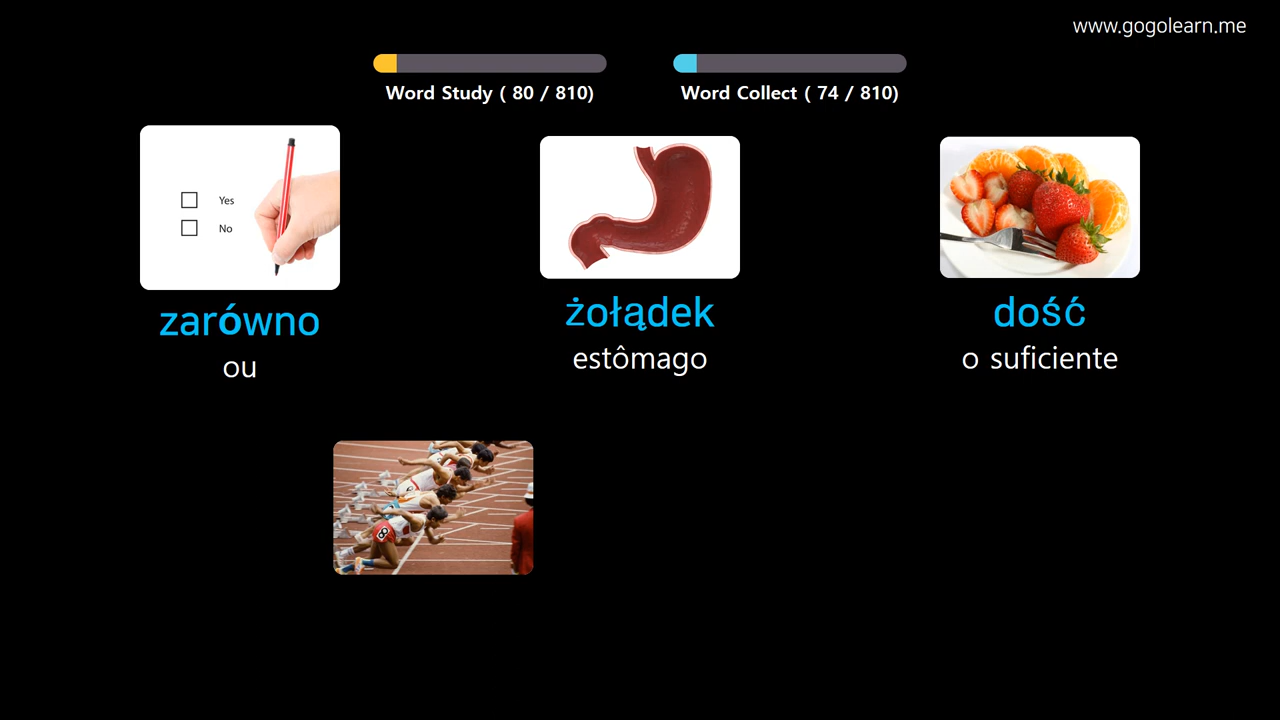 www.gogolearn.me
Word Study ( 80 / 810)
Word Collect ( 74 / 810)
Yes
No
zarówno
ou
żołądek
estômago
dość
o suficiente